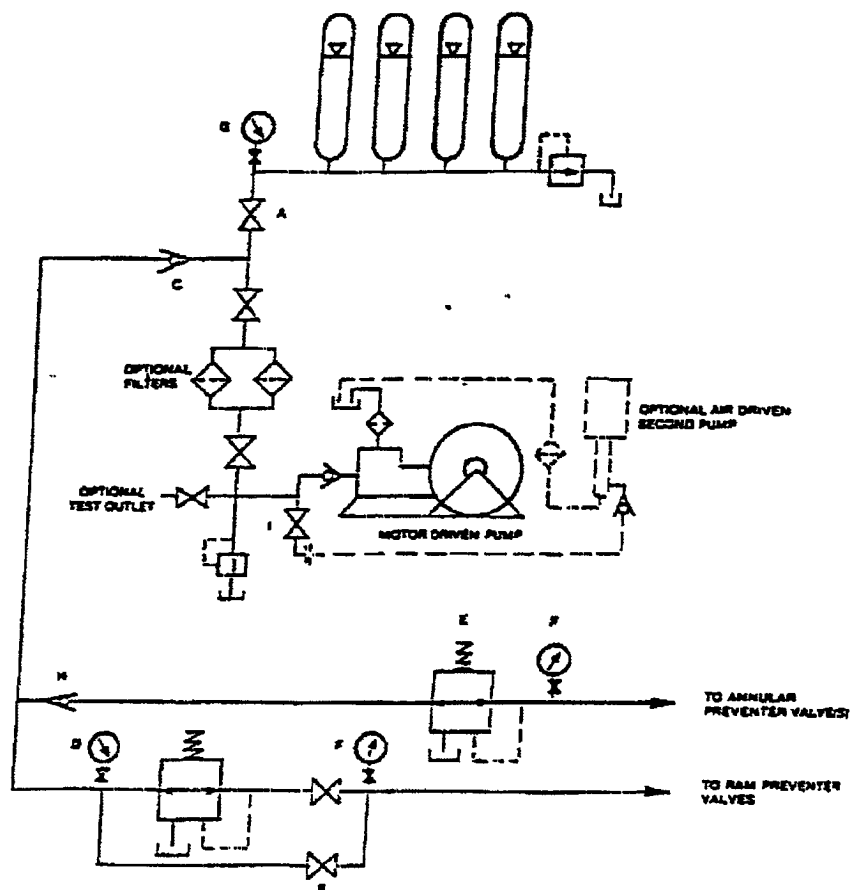 A
C
OPTIONAL
FILTERS
OPTIONAL AIR DRIVEN
SECOND PUMP
OPTIONAL
TEST OUTLET
I
MOTOR DRIVEN PUMP
TO ANNULAR
PREVENTER VALVE(S)
TO RAM PREVENTER
VALVES